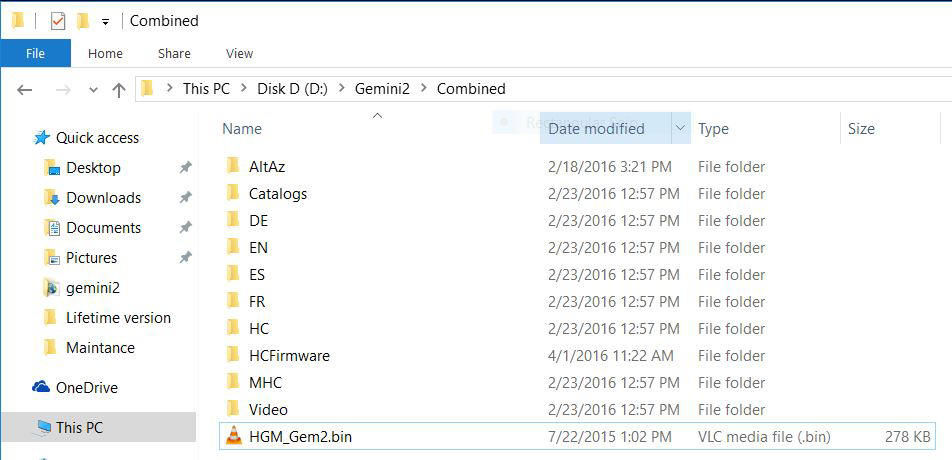 Combined
File Home Share View
This PC Disk D (D:) Gemini2 Combined
Name Date modified Type Size
Quick access
Desktop
Downloads
Documents
Pictures
gemini2
Lifetime version
Maintance
OneDrive
This PC
AltAz 2/18/2016 3:21 PM File folder
Catalogs 2/23/2016 12:57 PM File folder
DE 2/23/2016 12:57 PM File folder
EN 2/23/2016 12:57 PM File folder
ES 2/23/2016 12:57 PM File folder
FR 2/23/2016 12:57 PM File folder
HC 2/23/2016 12:57 PM File folder
HCFirmware 4/1/2016 11:22 AM File folder
MHC 2/23/2016 12:57 PM File folder
Video 2/23/2016 12:57 PM File folder
HGM_Gem2.bin 7/22/2015 1:02 PM VLC media file (.bin) 278 KB